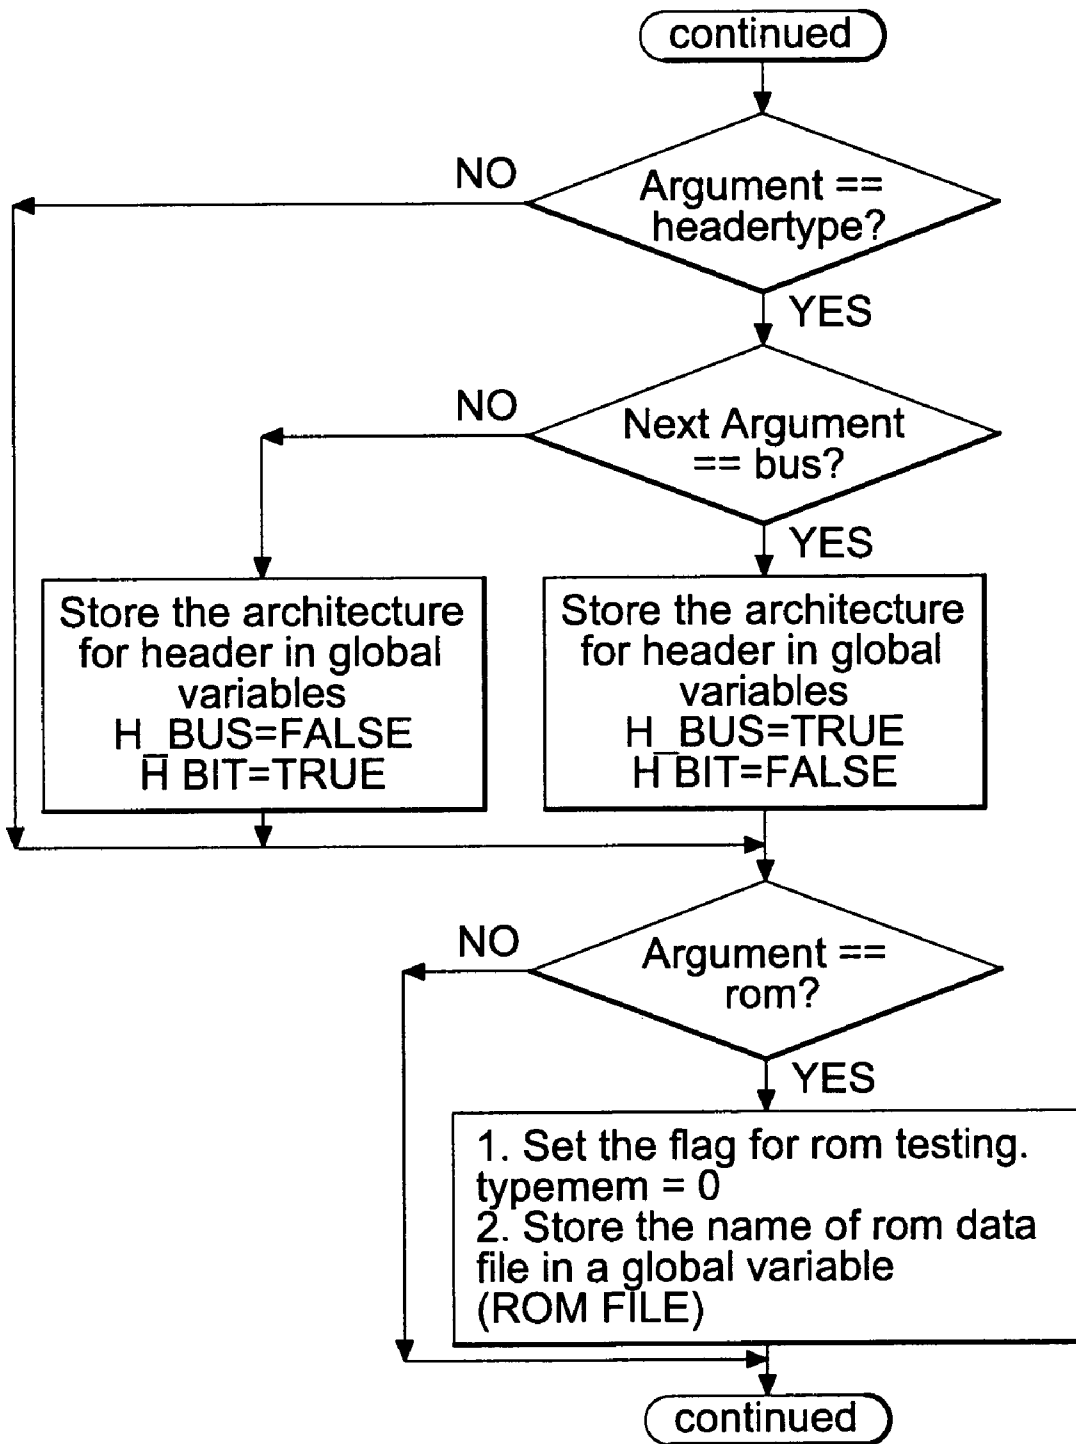 continued
NO
Argument ==
headertype?
YES
NO
Next Argument
== bus?
YES
Store the architecture
for header in global
variables
H_BUS=FALSE
H_BIT=TRUE
Store the architecture
for header in global
variables
H_BUS=TRUE
H_BIT=FALSE
NO
Argument ==
rom?
YES
1. Set the flag for rom testing.
typemem = 0
2. Store the name of rom data
file in a global variable
(ROM FILE)
continued